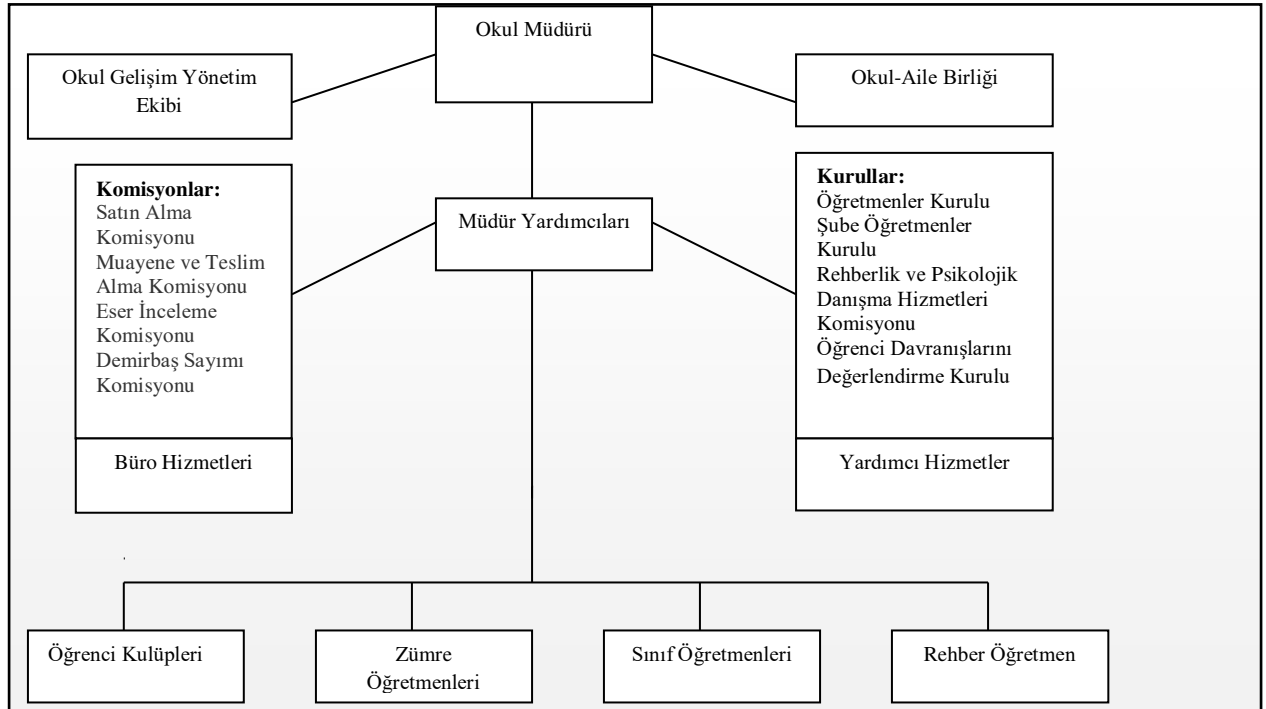 Okul Müdürü
Okul Gelişim Yönetim
Ekibi
Okul-Aile Birliği
Komisyonlar:
Satın Alma
Komisyonu
Muayene ve Teslim
Alma Komisyonu
Eser İnceleme
Komisyonu
Demirbaş Sayımı
Komisyonu
Müdür Yardımcıları
Kurullar:
Öğretmenler Kurulu
Şube Öğretmenler
Kurulu
Rehberlik ve Psikolojik
Danışma Hizmetleri
Komisyonu
Öğrenci Davranışlarını
Değerlendirme Kurulu
Büro Hizmetleri
Yardımcı Hizmetler
Öğrenci Kulüpleri
Zümre
Öğretmenleri
Sınıf Öğretmenleri
Rehber Öğretmen